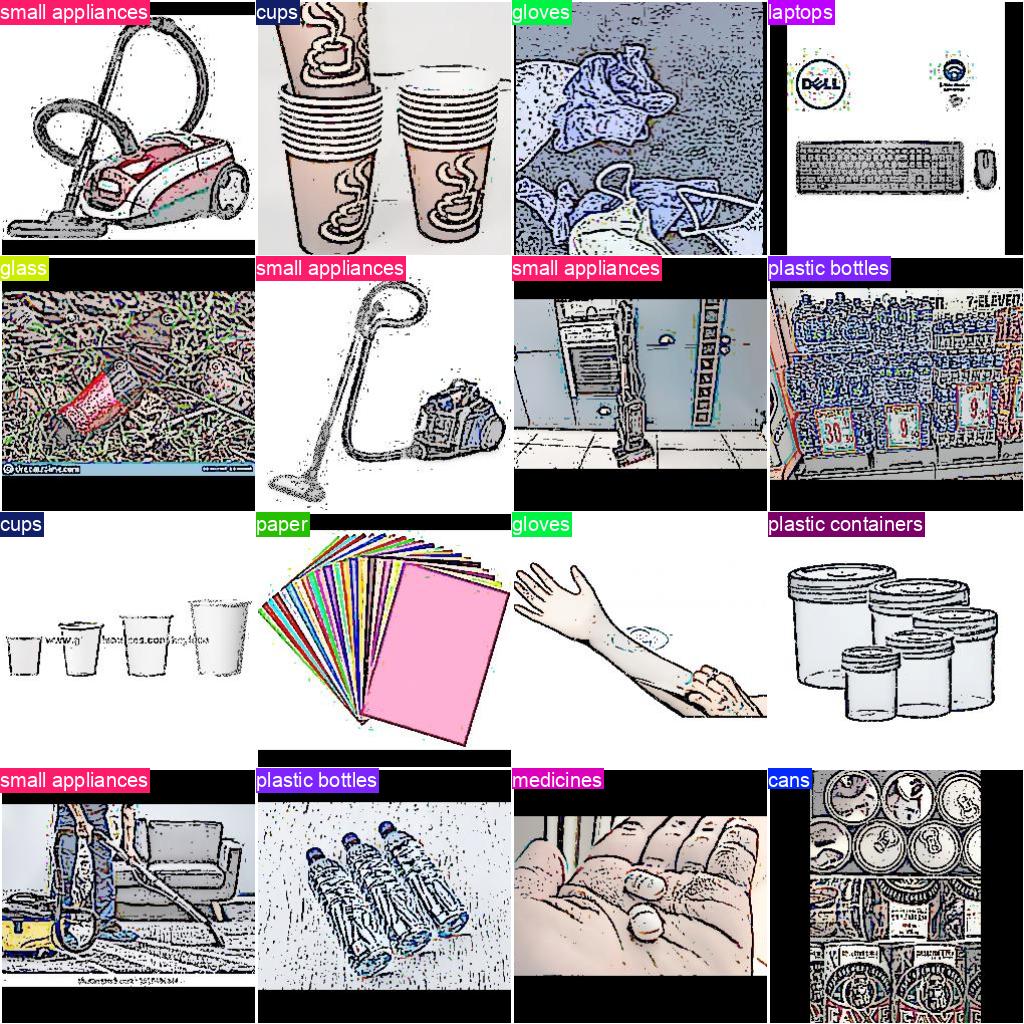 small appliances
cups
gloves
laptops
DELL
glass
small appliances
small appliances
plastic bottles
7-ELEVEN
30
9
9
cups
paper
gloves
plastic containers
small appliances
plastic bottles
medicines
cans
FAXE